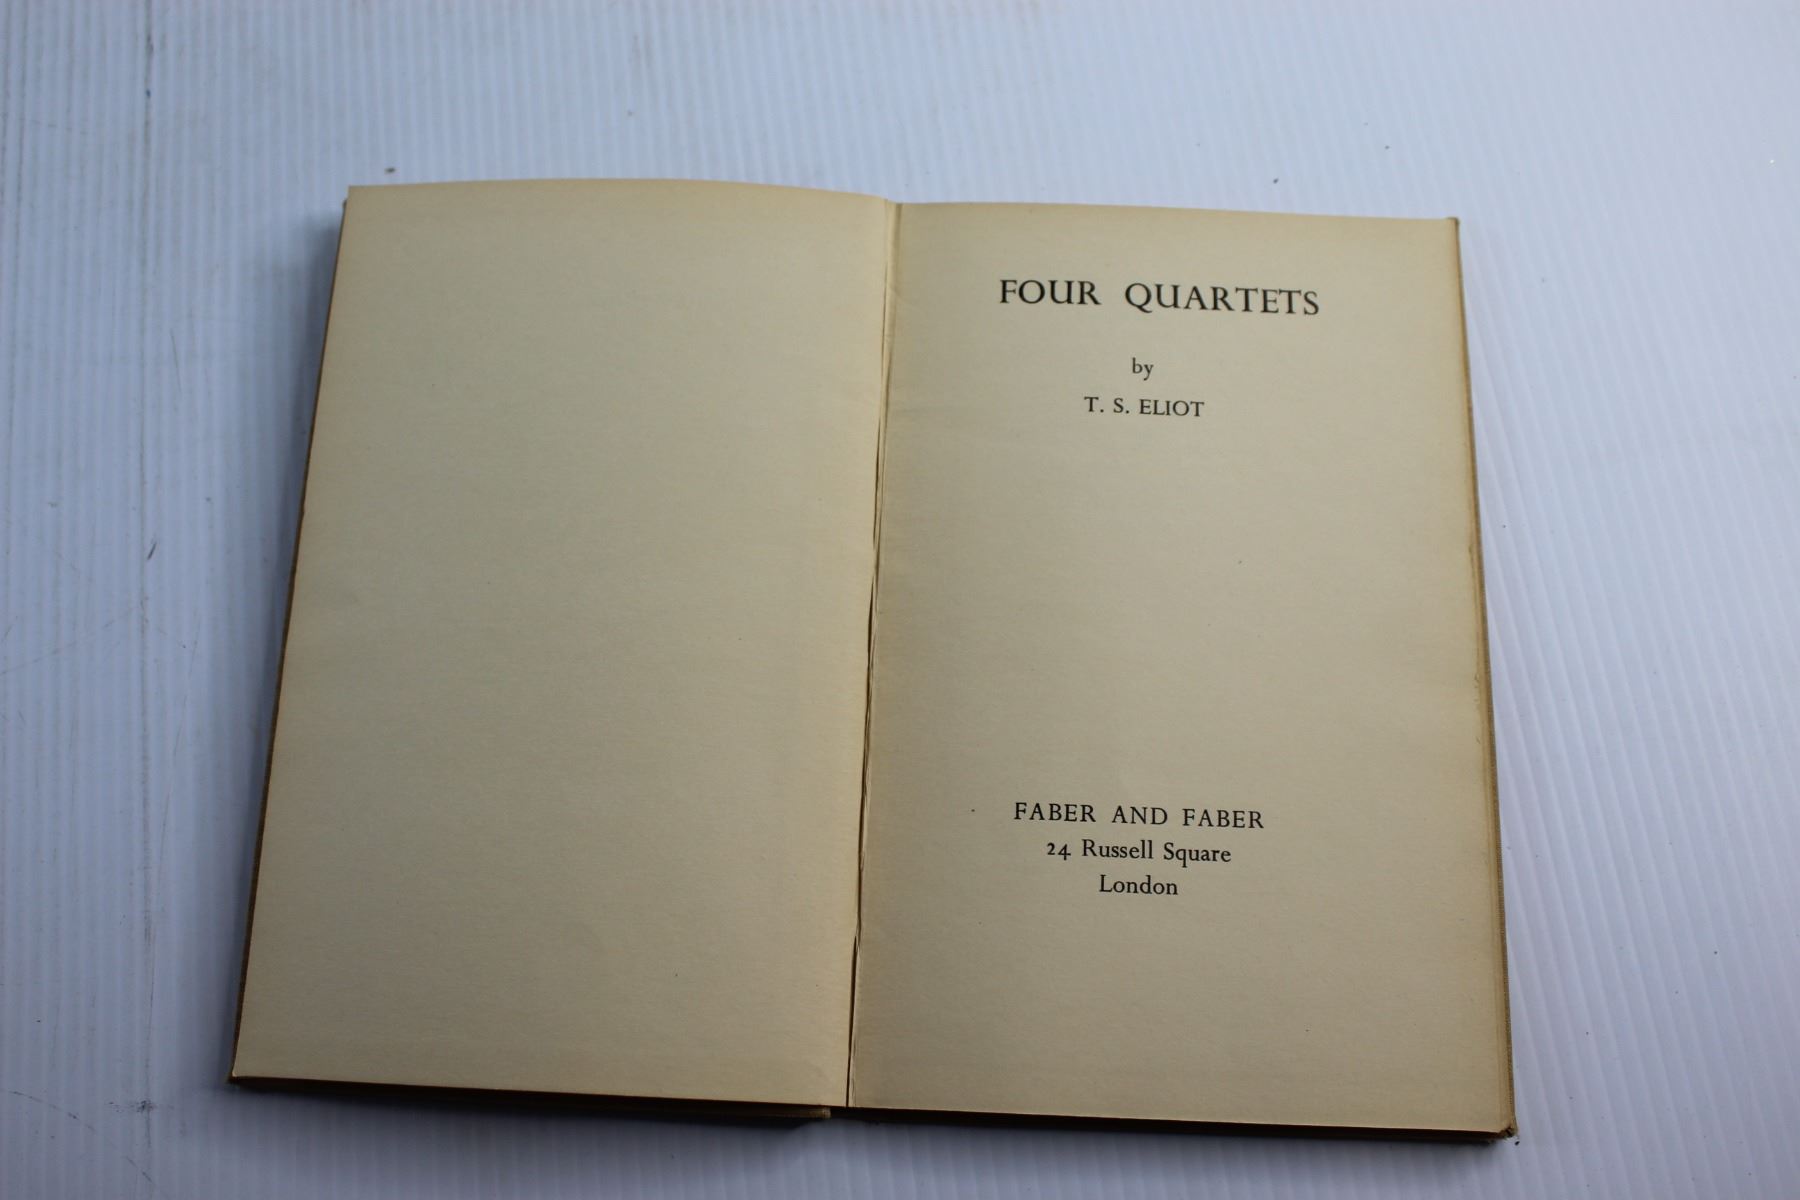 FOUR QUARTETS
by
T. S. ELIOT
FABER AND FABER
24 Russell Square
London